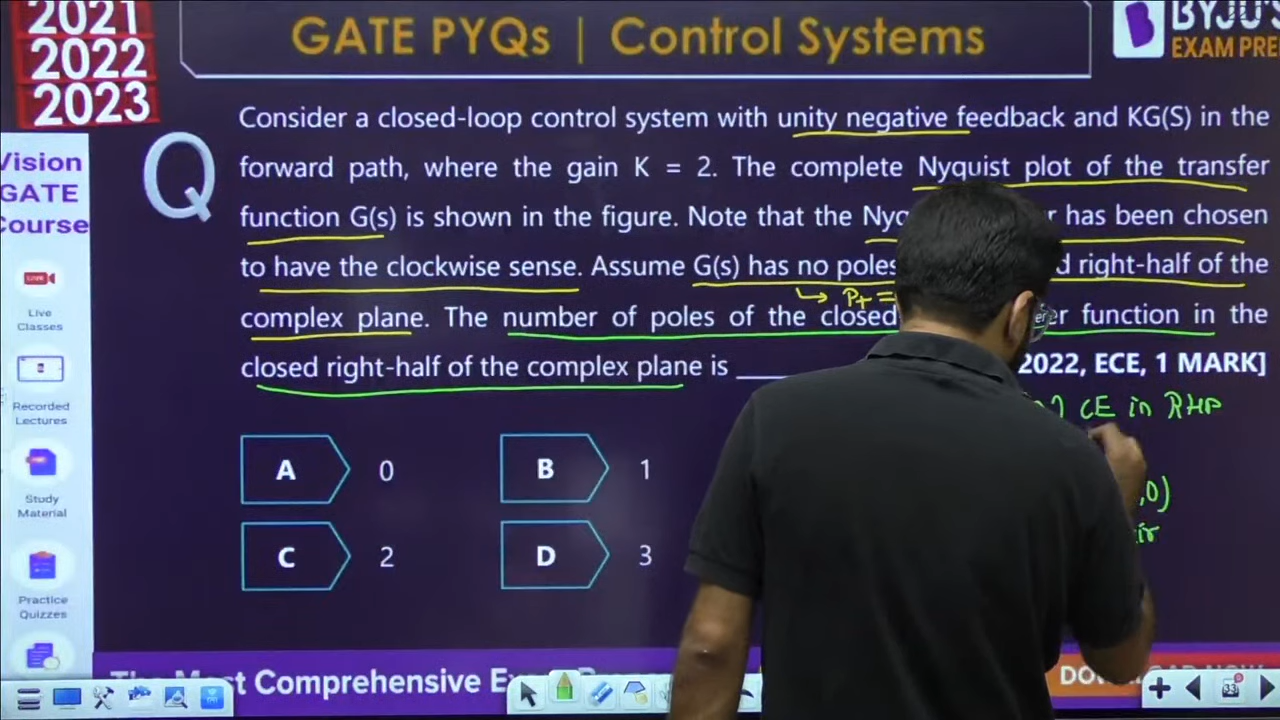 2021
2022
2023
GATE PYQs | Control Systems
BYJU'S
EXAM PRE
Vision
GATE
Course
Live
Classes
Recorded
Lectures
Study
Material
Practice
Quizzes
Q
Consider a closed-loop control system with unity negative feedback and KG(S) in the
forward path, where the gain K = 2. The complete Nyquist plot of the transfer
function G(s) is shown in the figure. Note that the has been chosen
to have the clockwise sense. Assume G(s) has no poles right-half of the
P+ =
complex plane. The number of poles of the closed function in the
closed right-half of the complex plane is ____ 2022, ECE, 1 MARK]
CE in RHP
,0)
A 0
B 1
C 2
D 3
The Most Comprehensive
33